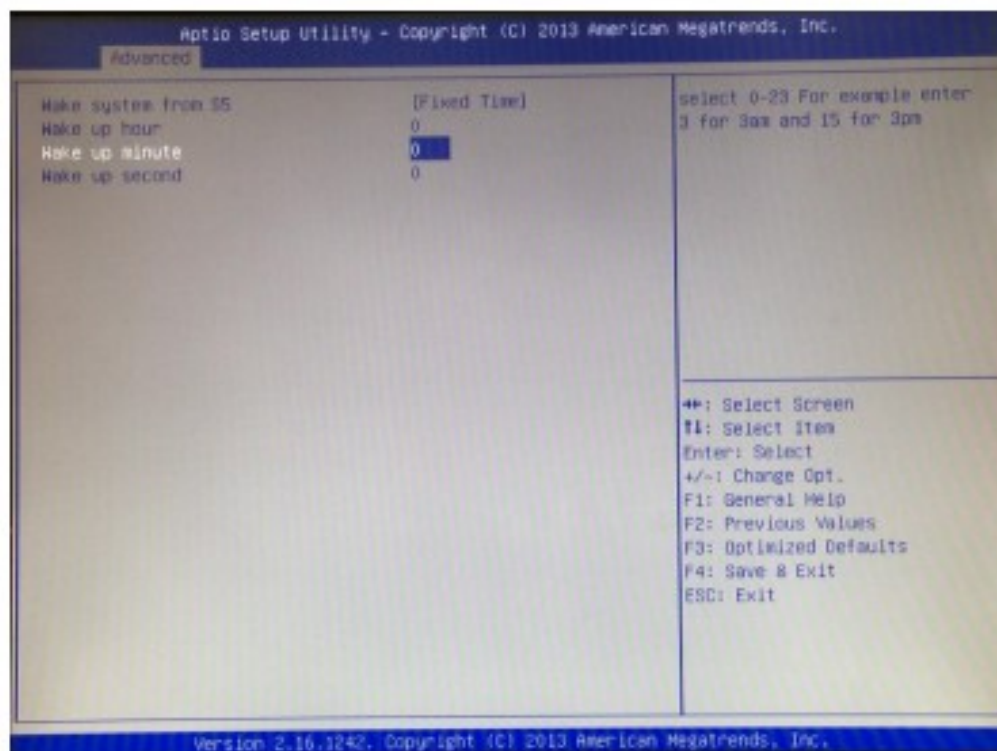 Aptio Setup Utility - Copyright (C) 2013 American Megatrends, Inc.
Advanced
Wake system from S5 [Fixed Time]
Wake up hour 0
Wake up minute 0
Wake up second 0
select 0-23 For example enter
3 for 3am and 15 for 3pm
→←: Select Screen
↑↓: Select Item
Enter: Select
+/-: Change Opt.
F1: General Help
F2: Previous Values
F3: Optimized Defaults
F4: Save & Exit
ESC: Exit
Version 2.16.1242. Copyright (C) 2013 American Megatrends, Inc.